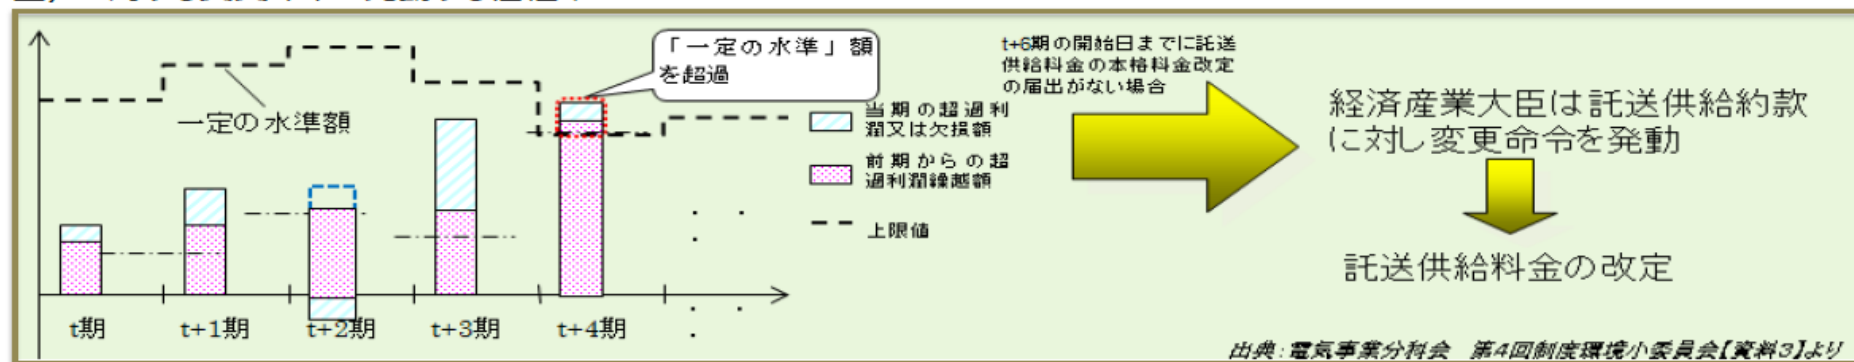 「一定の水準」額
を超過
一定の水準額
当期の超過利
潤又は欠損額
前期からの超
過利潤繰越額
上限値
t期
t+1期
t+2期
t+3期
t+4期
t+6期の開始日までに託送
供給料金の本格料金改定
の届出がない場合
経済産業大臣は託送供給約款
に対し変更命令を発動
託送供給料金の改定
出典:電気事業分科会 第4回制度環境小委員会【資料3】より